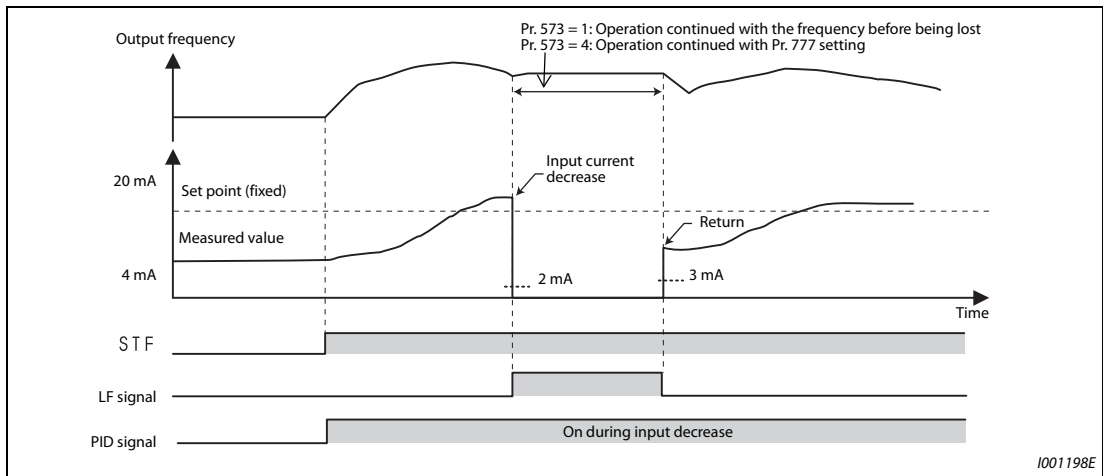 Pr. 573 = 1: Operation continued with the frequency before being lost
Pr. 573 = 4: Operation continued with Pr. 777 setting
Output frequency
20 mA
Set point (fixed)
Input current
decrease
Measured value
Return
4 mA
2 mA
3 mA
Time
STF
LF signal
On during input decrease
PID signal
I001198E